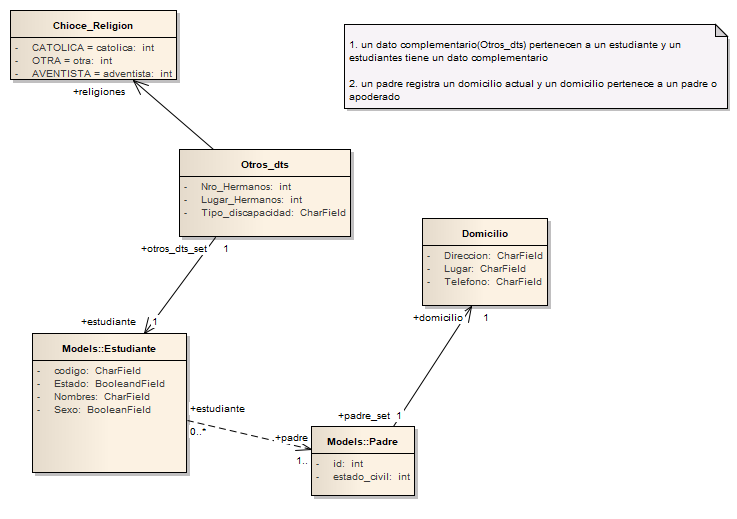 Chioce_Religion
- CATOLICA = catolica: int
- OTRA = otra: int
- AVENTISTA = adventista: int
+religiones
1. un dato complementario(Otros_dts) pertenecen a un estudiante y un
estudiantes tiene un dato complementario
2. un padre registra un domicilio actual y un domicilio pertenece a un padre o
apoderado
Otros_dts
- Nro_Hermanos: int
- Lugar_Hermanos: int
- Tipo_discapacidad: CharField
+otros_dts_set 1
Domicilio
- Direccion: CharField
- Lugar: CharField
- Telefono: CharField
+domicilio 1
+estudiante 1
Models::Estudiante
- codigo: CharField
- Estado: BooleandField
- Nombres: CharField
- Sexo: BooleanField
+estudiante
0..*
+padre_set 1
+padre
1..
Models::Padre
- id: int
- estado_civil: int